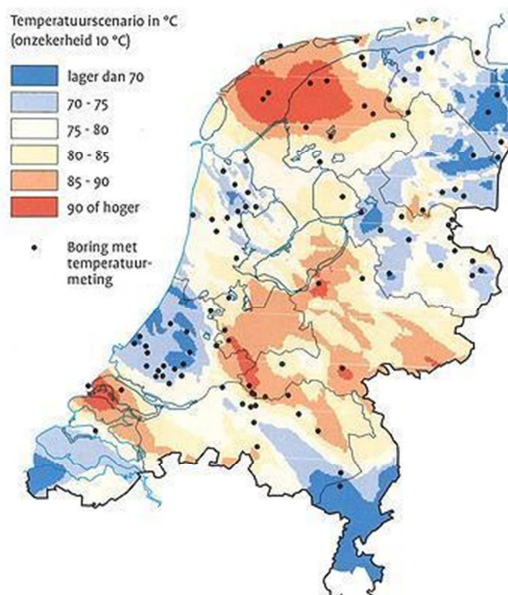 Temperatuurscenario in °C
(onzekerheid 10 °C)
lager dan 70
70 - 75
75 - 80
80 - 85
85 - 90
90 of hoger
Boring met
temperatuur-
meting